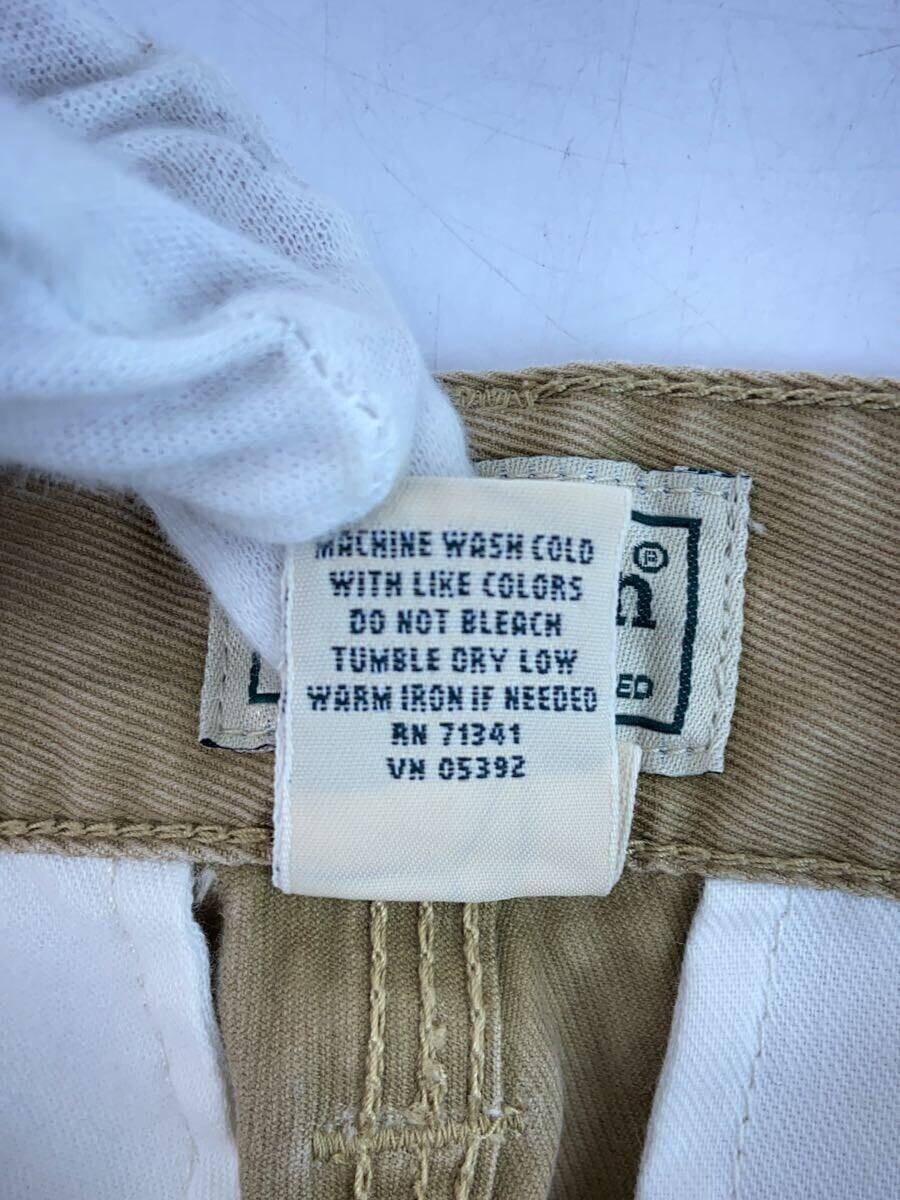 MACHINE WASH COLD
WITH LIKE COLORS
DO NOT BLEACH
TUMBLE DRY LOW
WARM IRON IF NEEDED
RN 71341
VN 05392